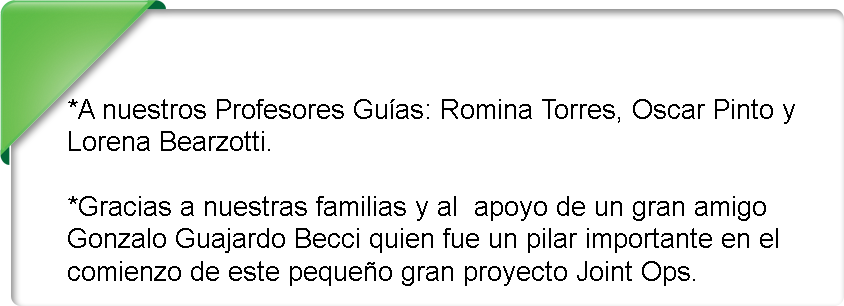 *A nuestros Profesores Guías: Romina Torres, Oscar Pinto y
Lorena Bearzotti.
*Gracias a nuestras familias y al  apoyo de un gran amigo
Gonzalo Guajardo Becci quien fue un pilar importante en el
comienzo de este pequeño gran proyecto Joint Ops.